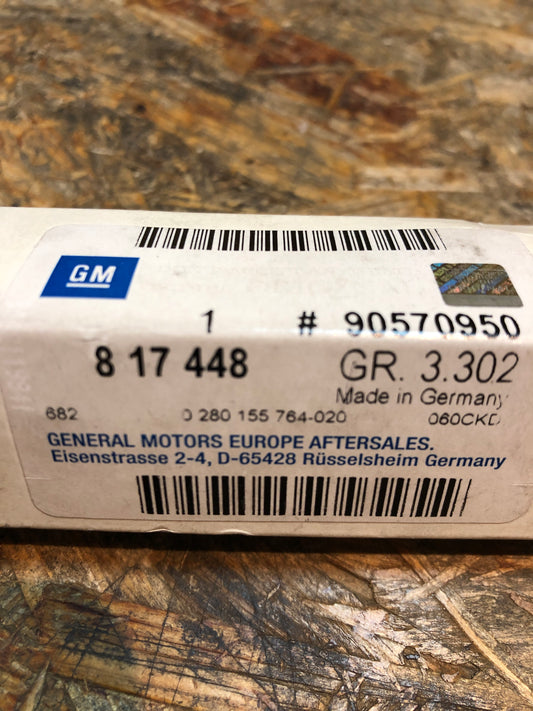 GM
1 # 90570950
8 17 448 GR. 3.302
Made in Germany
682 0 280 155 764-020 060CKD
GENERAL MOTORS EUROPE AFTERSALES.
Eisenstrasse 2-4, D-65428 Rüsselsheim Germany